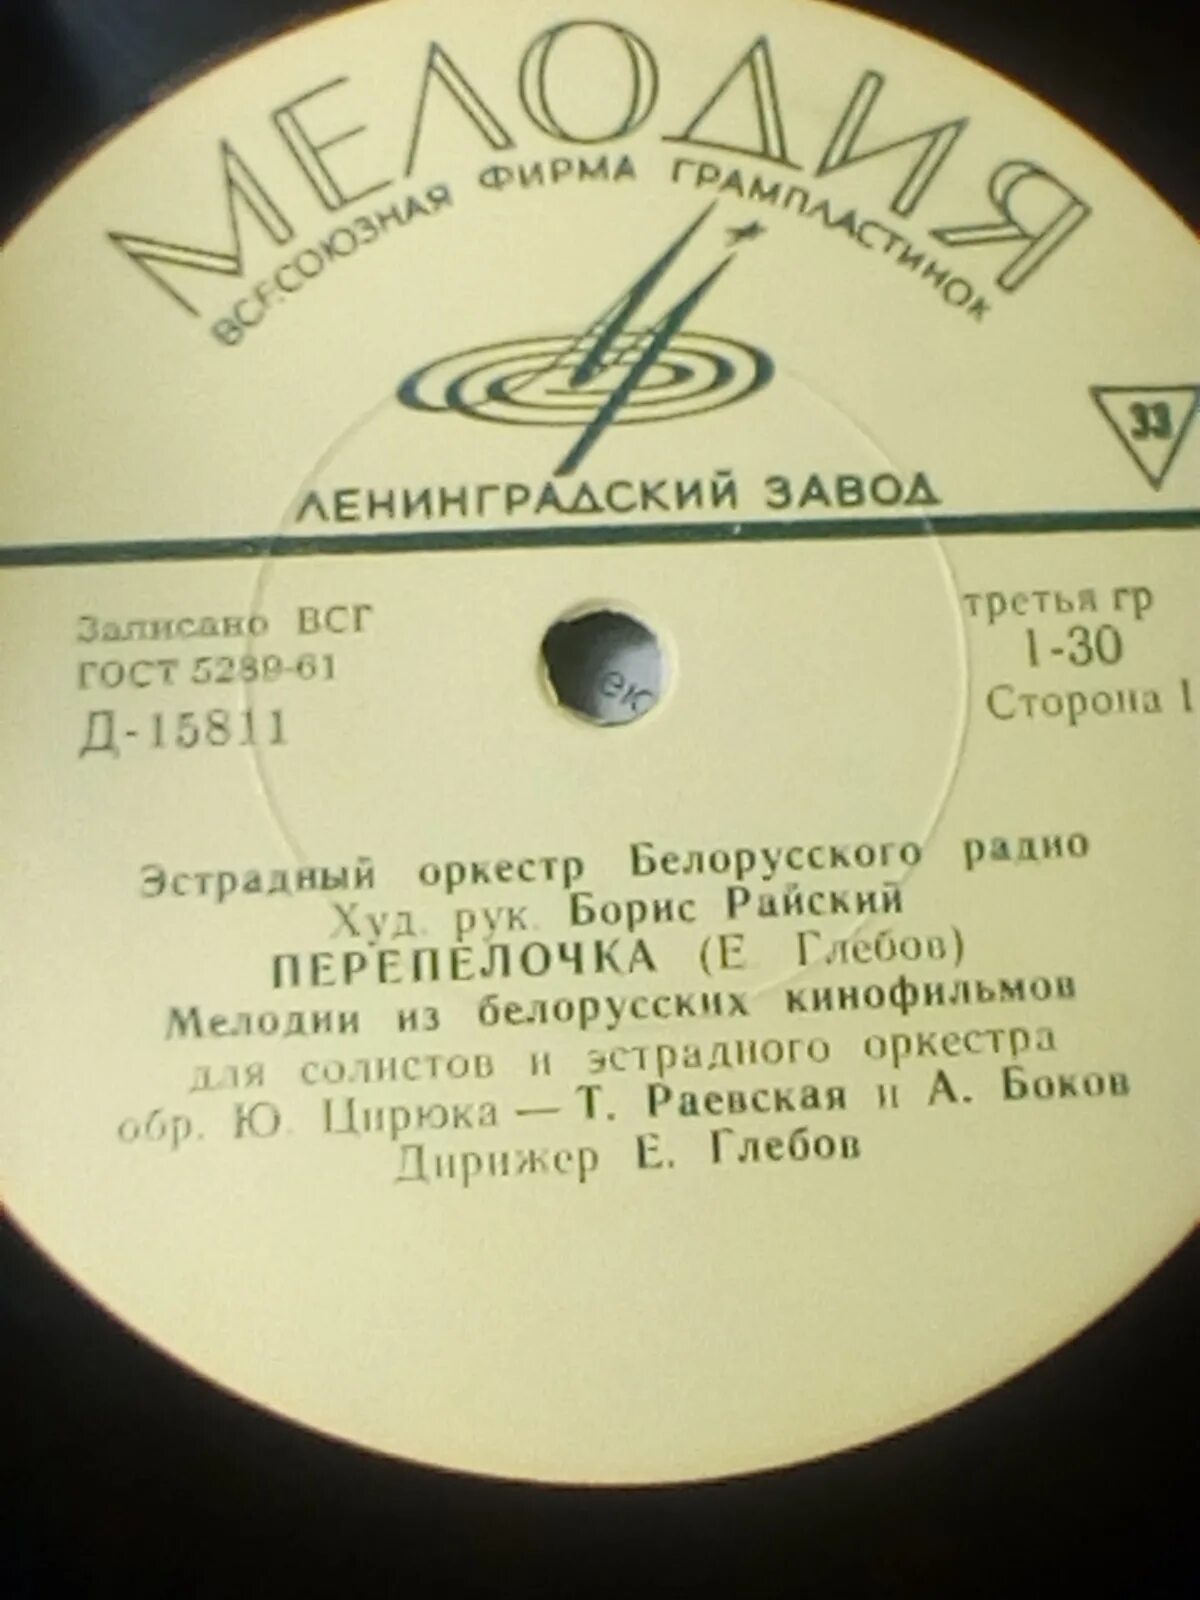 МЕЛОДИЯ
ВСЕСОЮЗНАЯ ФИРМА ГРАМПЛАСТИНОК
33
ЛЕНИНГРАДСКИЙ ЗАВОД
Записано ВСГ
ГОСТ 5289-61
Д-15811
третья гр
1-30
Сторона 1
Эстрадный оркестр Белорусского радио
Худ. рук. Борис Райский
ПЕРЕПЕЛОЧКА (Е. Глебов)
Мелодии из белорусских кинофильмов
для солистов и эстрадного оркестра
обр. Ю. Цирюка — Т. Раевская и А. Боков
Дирижер Е. Глебов